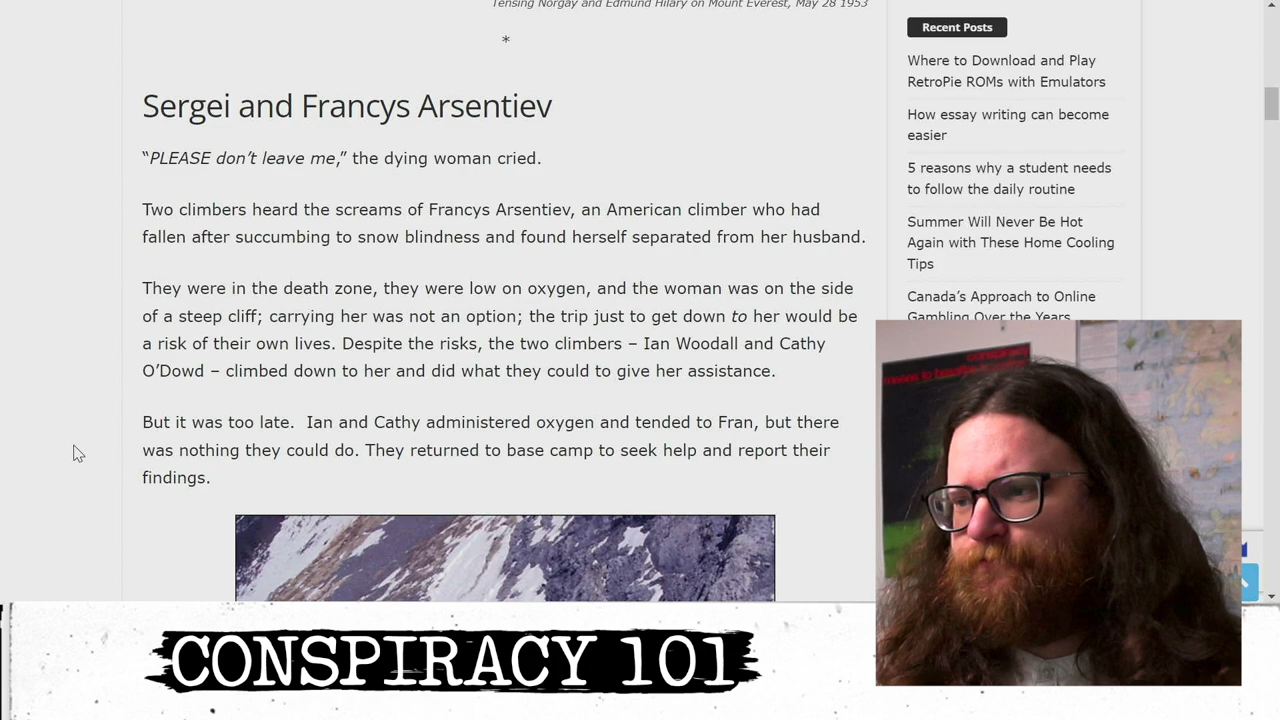 Tensing Norgay and Edmund Hilary on Mount Everest, May 28 1953
*
Sergei and Francys Arsentiev
“PLEASE don’t leave me,” the dying woman cried.
Two climbers heard the screams of Francys Arsentiev, an American climber who had
fallen after succumbing to snow blindness and found herself separated from her husband.
They were in the death zone, they were low on oxygen, and the woman was on the side
of a steep cliff; carrying her was not an option; the trip just to get down to her would be
a risk of their own lives. Despite the risks, the two climbers – Ian Woodall and Cathy
O’Dowd – climbed down to her and did what they could to give her assistance.
But it was too late.  Ian and Cathy administered oxygen and tended to Fran, but there
was nothing they could do. They returned to base camp to seek help and report their
findings.
Recent Posts
Where to Download and Play
RetroPie ROMs with Emulators
How essay writing can become
easier
5 reasons why a student needs
to follow the daily routine
Summer Will Never Be Hot
Again with These Home Cooling
Tips
Canada’s Approach to Online
Gambling Over the Years
conspiracy
means to breathe
CONSPIRACY 101